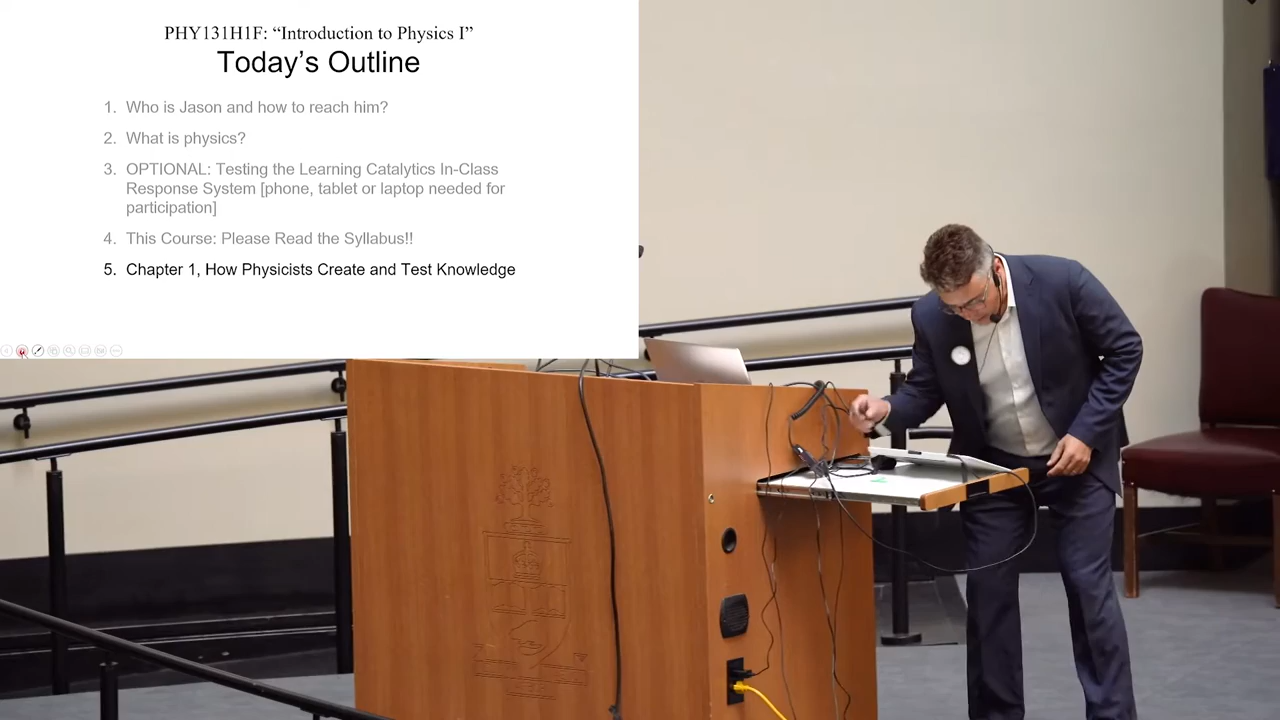 PHY131H1F: “Introduction to Physics I”
Today’s Outline
1. Who is Jason and how to reach him?
2. What is physics?
3. OPTIONAL: Testing the Learning Catalytics In-Class
Response System [phone, tablet or laptop needed for
participation]
4. This Course: Please Read the Syllabus!!
5. Chapter 1, How Physicists Create and Test Knowledge